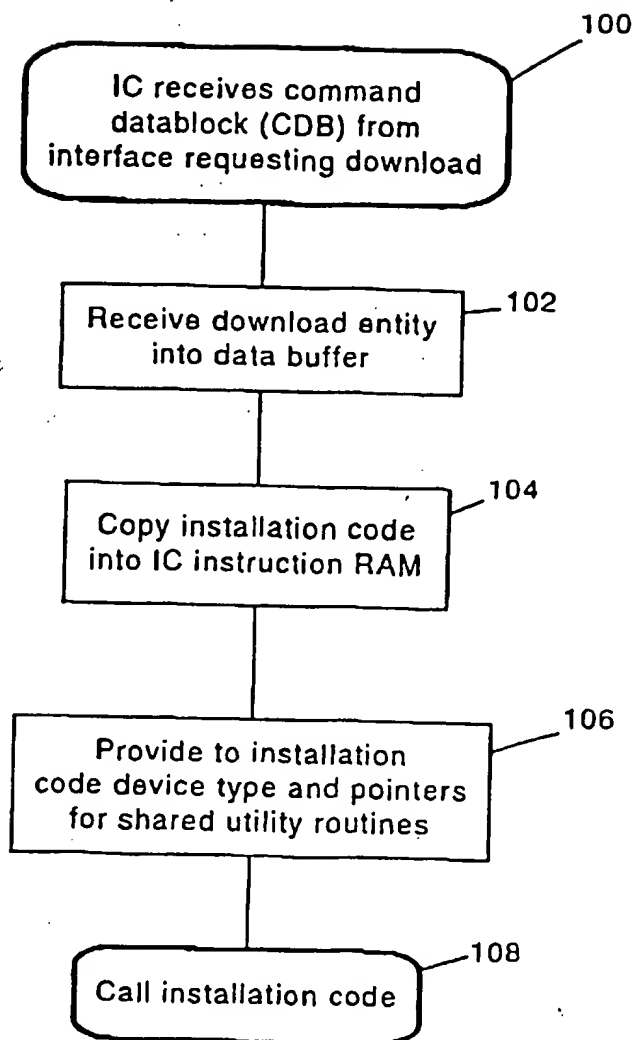 100
IC receives command
datablock (CDB) from
interface requesting download
102
Receive download entity
into data buffer
104
Copy installation code
into IC instruction RAM
106
Provide to installation
code device type and pointers
for shared utility routines
108
Call installation code